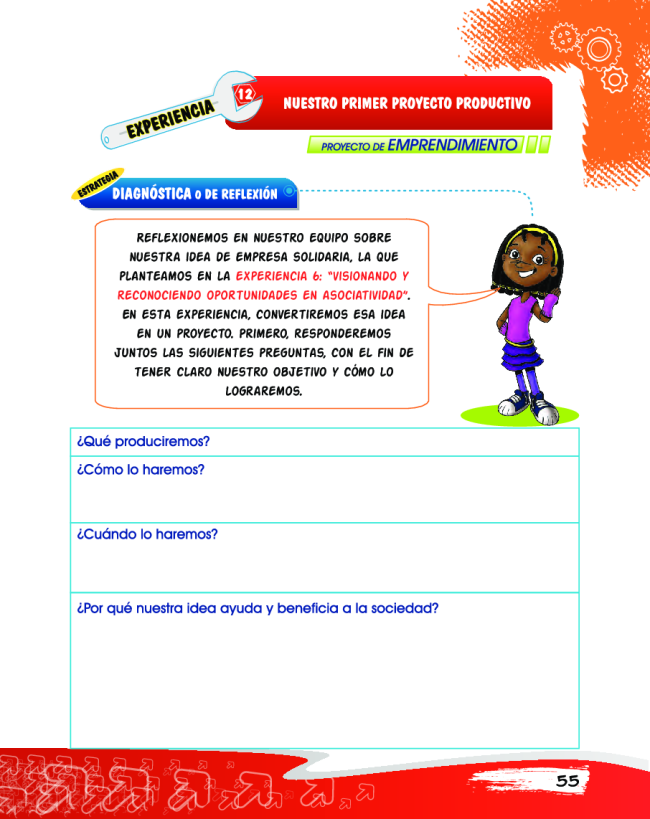 EXPERIENCIA
12
NUESTRO PRIMER PROYECTO PRODUCTIVO
PROYECTO DE EMPRENDIMIENTO
ESTRATEGIA
DIAGNÓSTICA O DE REFLEXIÓN
REFLEXIONEMOS EN NUESTRO EQUIPO SOBRE
NUESTRA IDEA DE EMPRESA SOLIDARIA, LA QUE
PLANTEAMOS EN LA EXPERIENCIA 6: "VISIONANDO Y
RECONOCIENDO OPORTUNIDADES EN ASOCIATIVIDAD".
EN ESTA EXPERIENCIA, CONVERTIREMOS ESA IDEA
EN UN PROYECTO. PRIMERO, RESPONDEREMOS
JUNTOS LAS SIGUIENTES PREGUNTAS, CON EL FIN DE
TENER CLARO NUESTRO OBJETIVO Y CÓMO LO
LOGRAREMOS.
¿Qué produciremos?
¿Cómo lo haremos?
¿Cuándo lo haremos?
¿Por qué nuestra idea ayuda y beneficia a la sociedad?
55